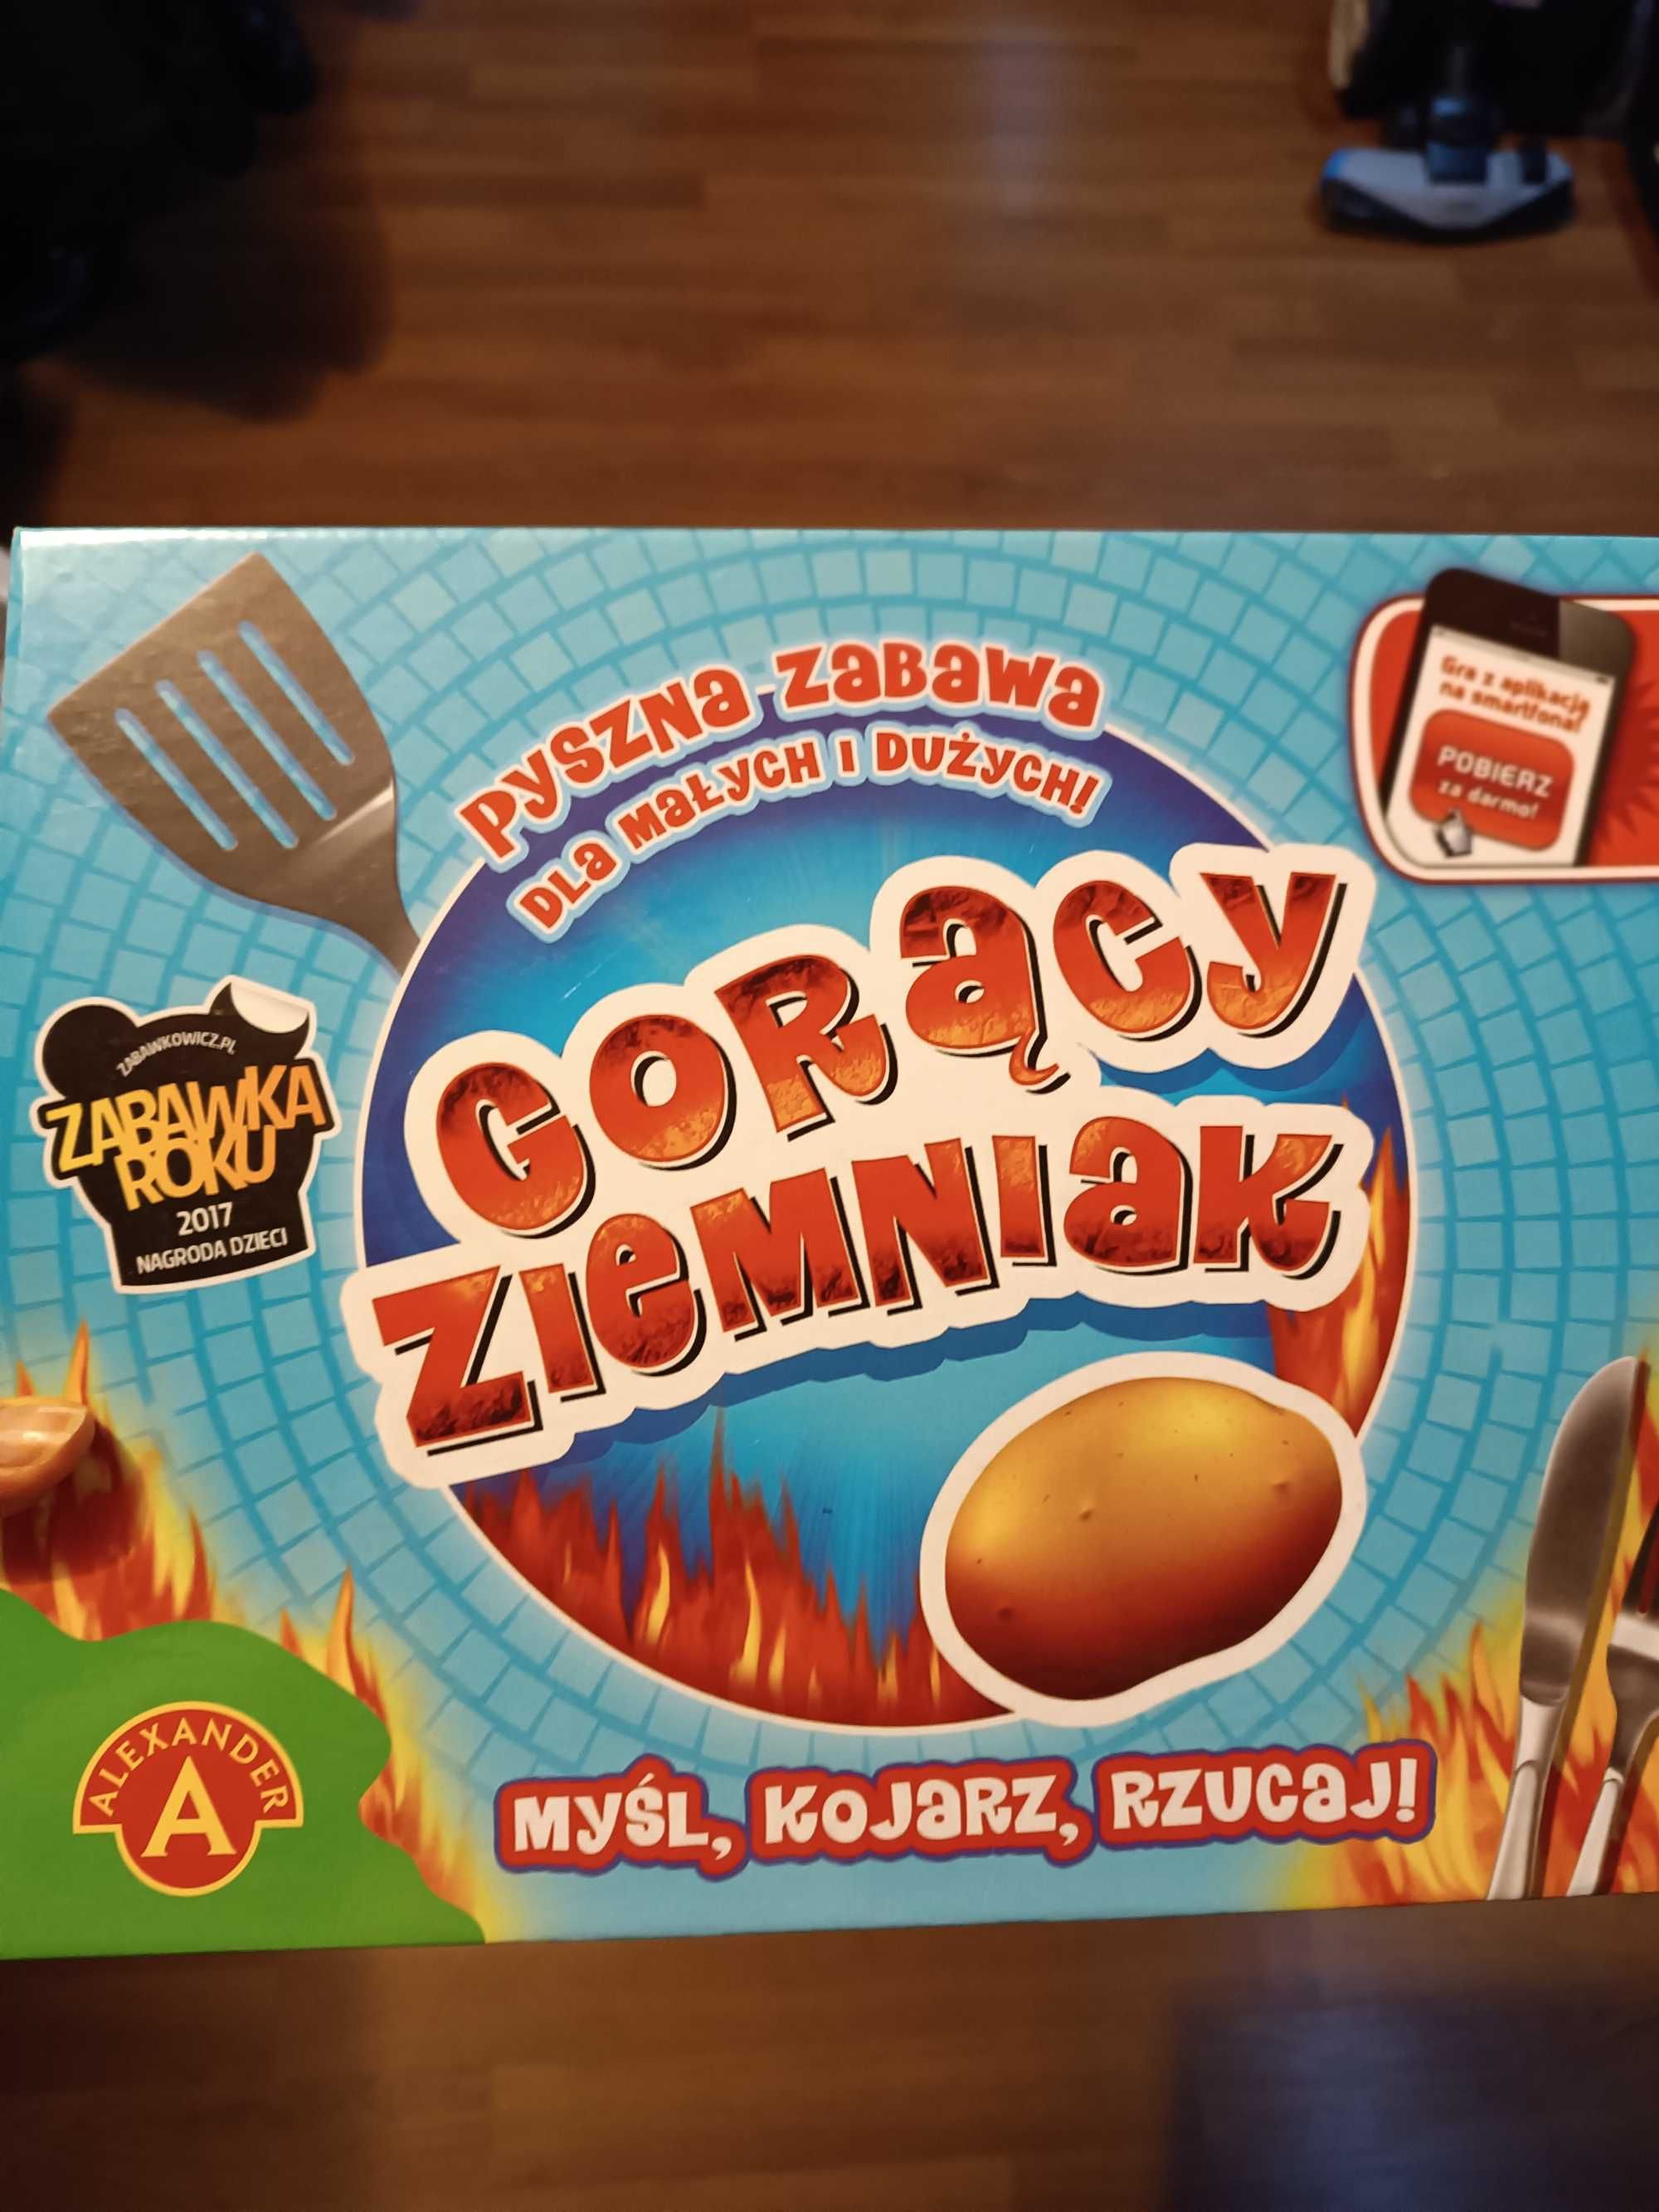 PYSZNA ZABAWA
DLA MAŁYCH I DUŻYCH!
Gra z aplikacją
na smartfona!
POBIERZ
za darmo!
GORĄCY
ZIEMNIAK
ZABAWKOWICZ.PL
ZABAWKA
ROKU
2017
NAGRODA DZIECI
ALEXANDER
A
MYŚL, KOJARZ, RZUCAJ!